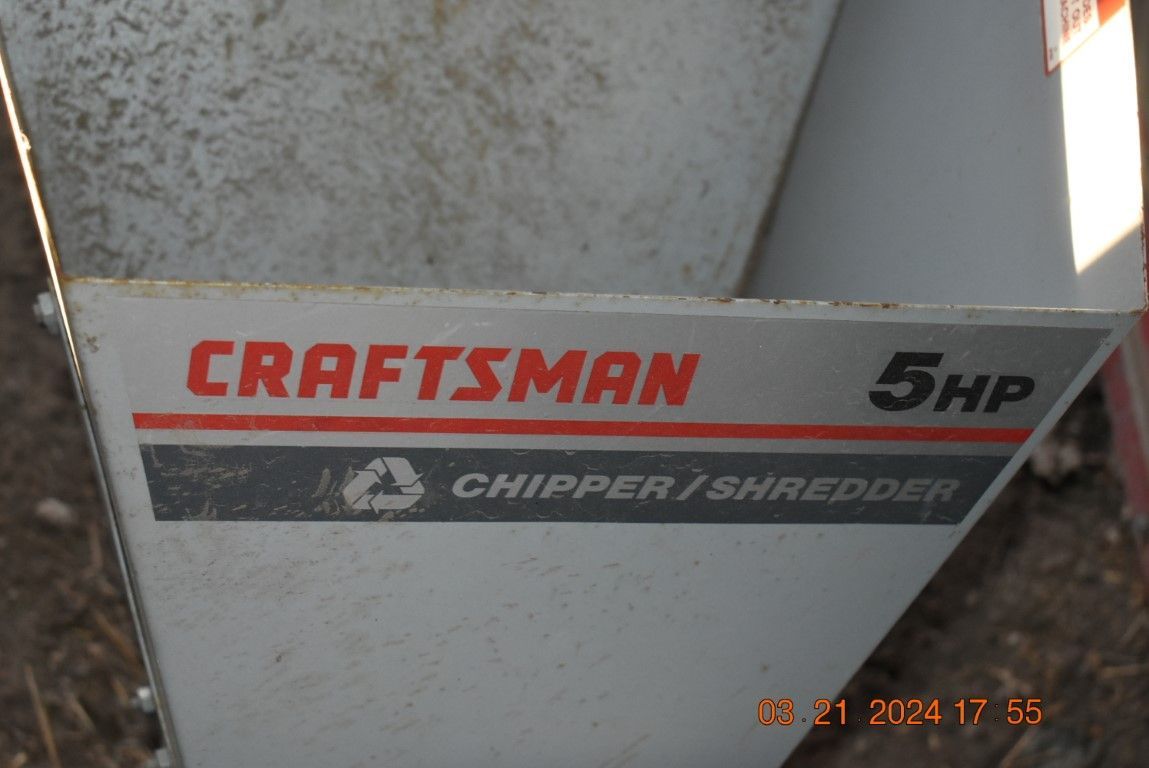 CRAFTSMAN 5HP
CHIPPER/SHREDDER
03.21.2024 17:55